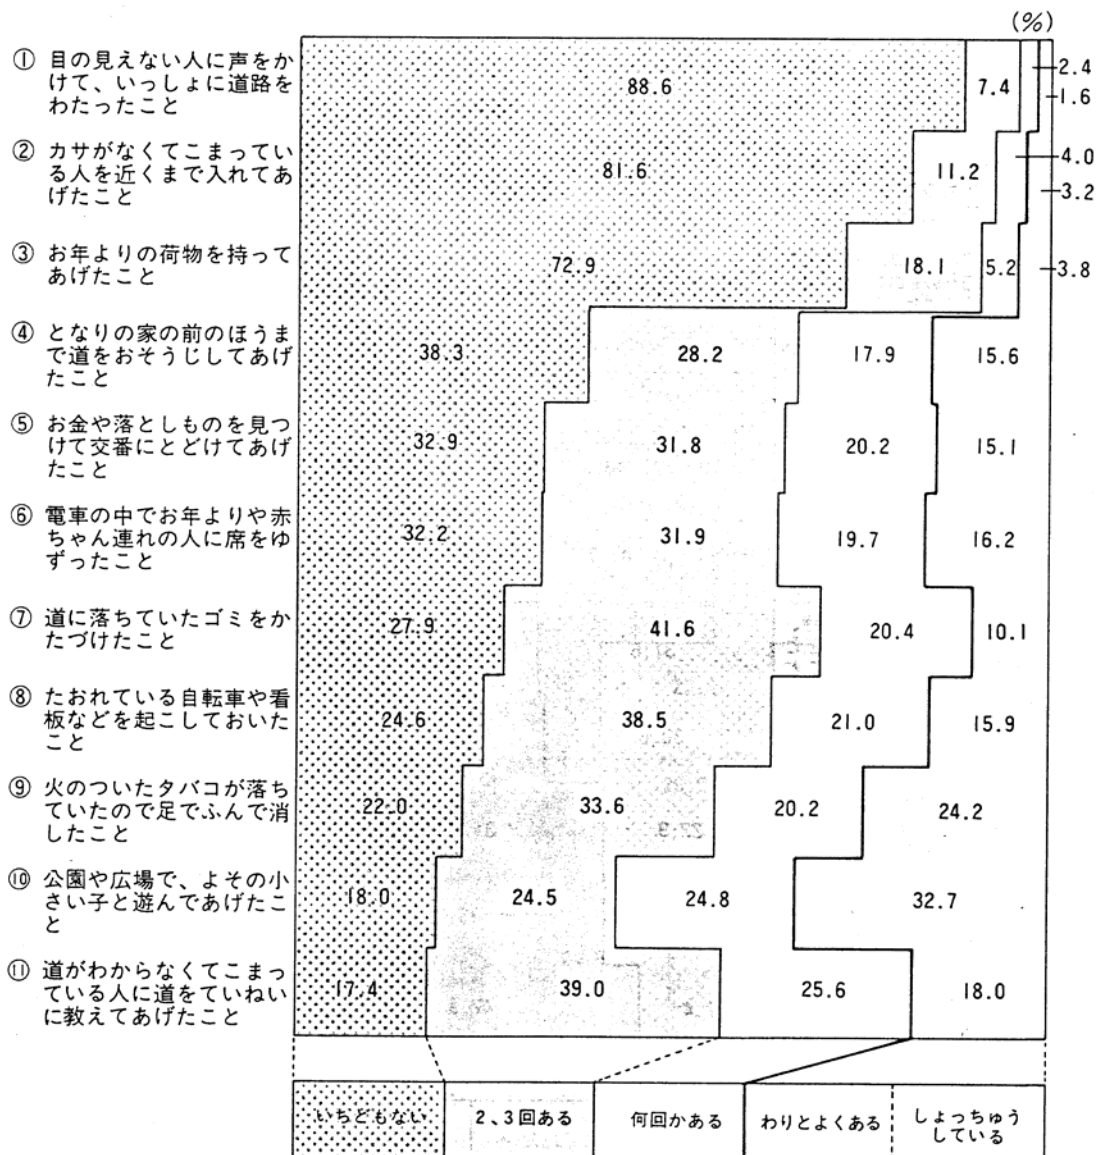 (%)
① 目の見えない人に声をか
けて、いっしょに道路を
わたったこと
88.6 7.4 2.4
1.6
② カサがなくてこまってい
る人を近くまで入れてあ
げたこと
81.6 11.2 4.0
3.2
③ お年よりの荷物を持って
あげたこと
72.9 18.1 5.2 3.8
④ となりの家の前のほうま
で道をおそうじしてあげ
たこと
38.3 28.2 17.9 15.6
⑤ お金や落としものを見つ
けて交番にとどけてあげ
たこと
32.9 31.8 20.2 15.1
⑥ 電車の中でお年よりや赤
ちゃん連れの人に席をゆ
ずったこと
32.2 31.9 19.7 16.2
⑦ 道に落ちていたゴミをか
たづけたこと
27.9 41.6 20.4 10.1
⑧ たおれている自転車や看
板などを起こしておいた
こと
24.6 38.5 21.0 15.9
⑨ 火のついたタバコが落ち
ていたので足でふんで消
したこと
22.0 33.6 20.2 24.2
⑩ 公園や広場で、よその小
さい子と遊んであげたこ
と
18.0 24.5 24.8 32.7
⑪ 道がわからなくてこまっ
ている人に道をていねい
に教えてあげたこと
17.4 39.0 25.6 18.0
いちどもない 2、3回ある 何回かある わりとよくある しょっちゅう
している